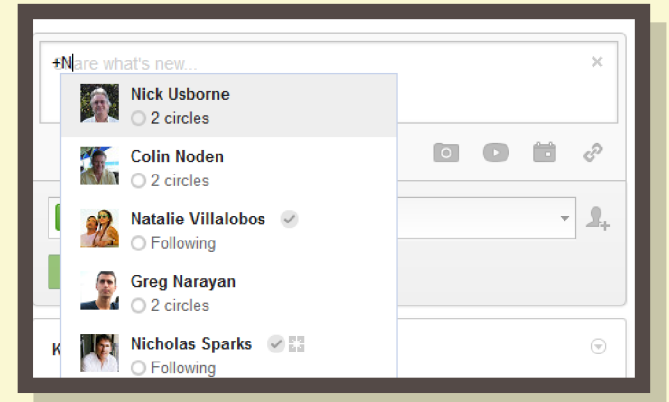 +Nare what's new...
Nick Usborne
2 circles
Colin Noden
2 circles
Natalie Villalobos
Following
Greg Narayan
2 circles
K
Nicholas Sparks
Following